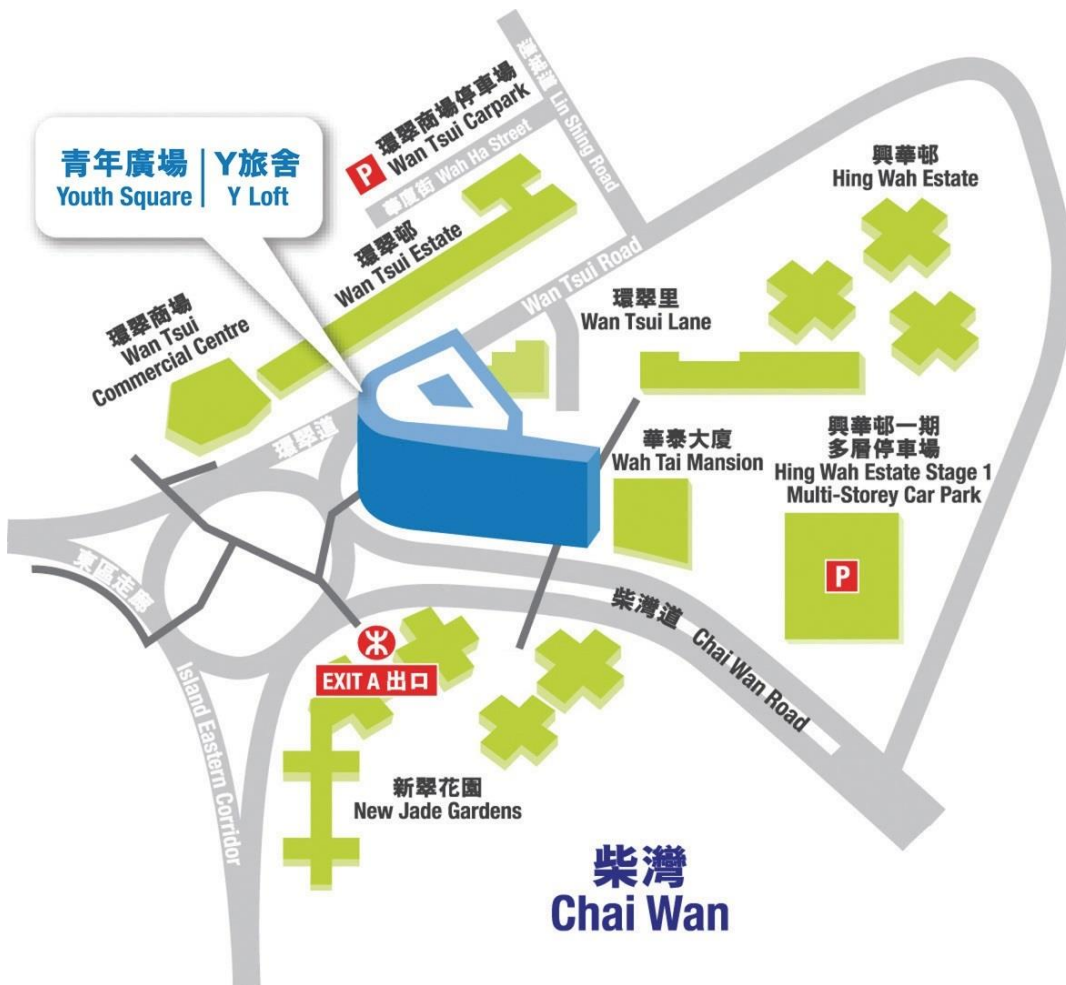 青年廣場 | Y旅舍
Youth Square | Y Loft
P
環翠商場停車場
Wan Tsui Carpark
連城道 Lin Shing Road
華廈街 Wah Ha Street
興華邨
Hing Wah Estate
環翠邨
Wan Tsui Estate
Wan Tsui Road
環翠里
Wan Tsui Lane
環翠商場
Wan Tsui
Commercial Centre
環翠道
華泰大廈
Wah Tai Mansion
興華邨一期
多層停車場
Hing Wah Estate Stage 1
Multi-Storey Car Park
P
東區走廊
Island Eastern Corridor
柴灣道 Chai Wan Road
EXIT A 出口
新翠花園
New Jade Gardens
柴灣
Chai Wan